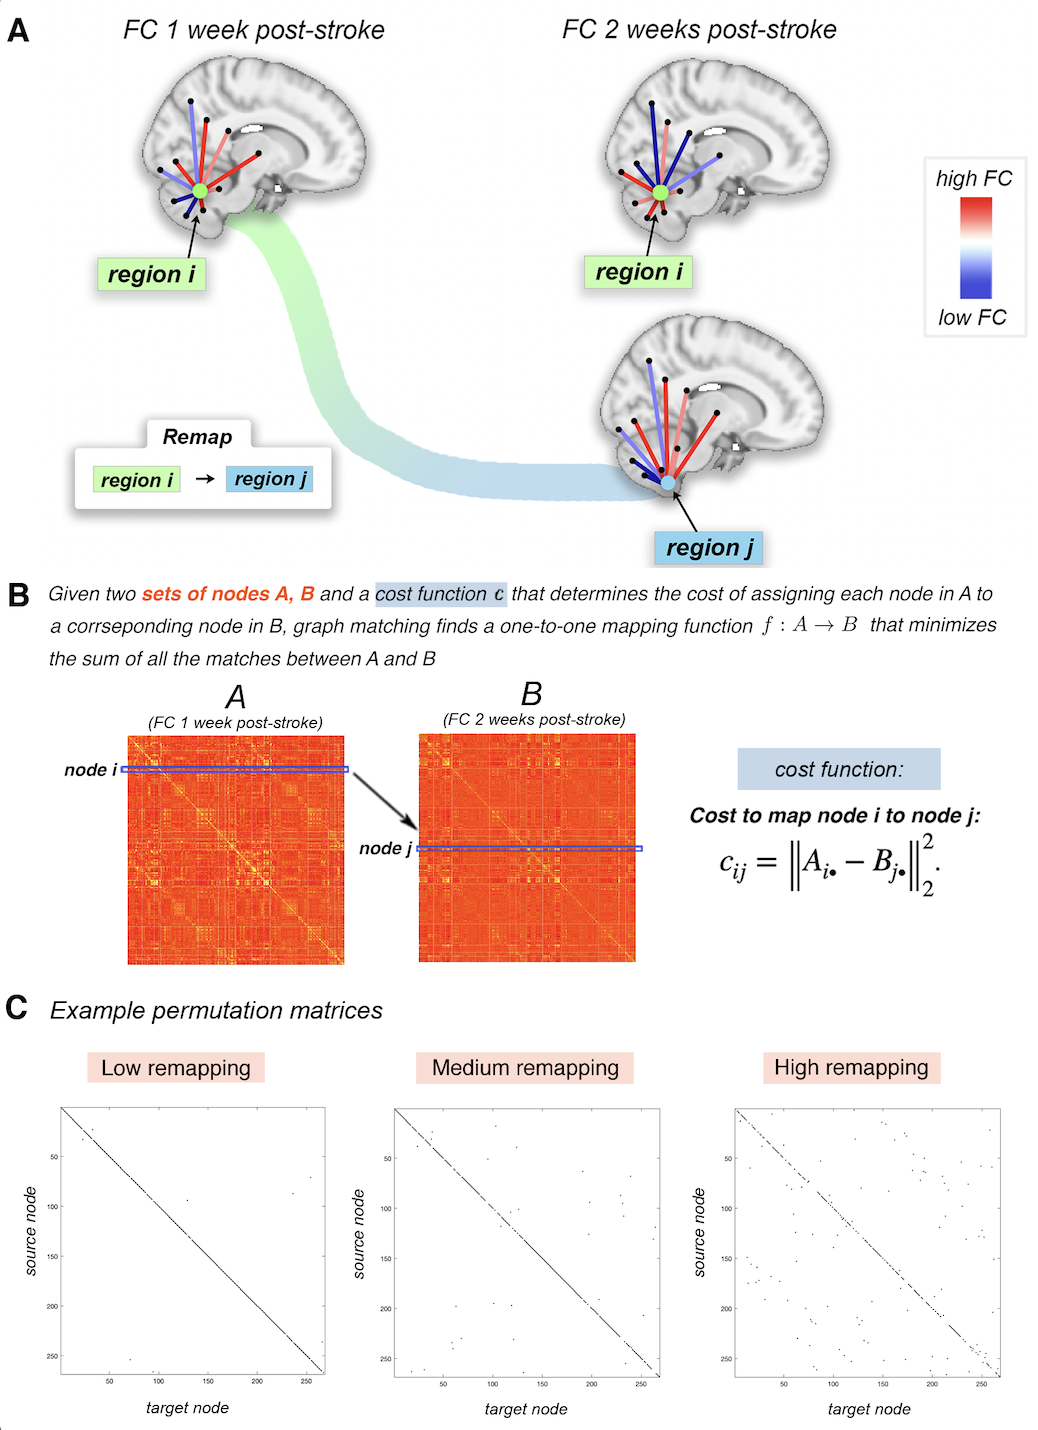 A
FC 1 week post-stroke
FC 2 weeks post-stroke
high FC
low FC
region i
region i
Remap
region i → region j
region j
B
Given two sets of nodes A, B and a cost function c that determines the cost of assigning each node in A to
a corrseponding node in B, graph matching finds a one-to-one mapping function f : A → B that minimizes
the sum of all the matches between A and B
A
(FC 1 week post-stroke)
B
(FC 2 weeks post-stroke)
node i
node j
cost function:
Cost to map node i to node j:
c_{ij} = ||A_{i•} − B_{j•}||_2^2.
C
Example permutation matrices
Low remapping
Medium remapping
High remapping
source node
50
100
150
200
250
50 100 150 200 250
target node
source node
50
100
150
200
250
50 100 150 200 250
target node
source node
50
100
150
200
250
50 100 150 200 250
target node